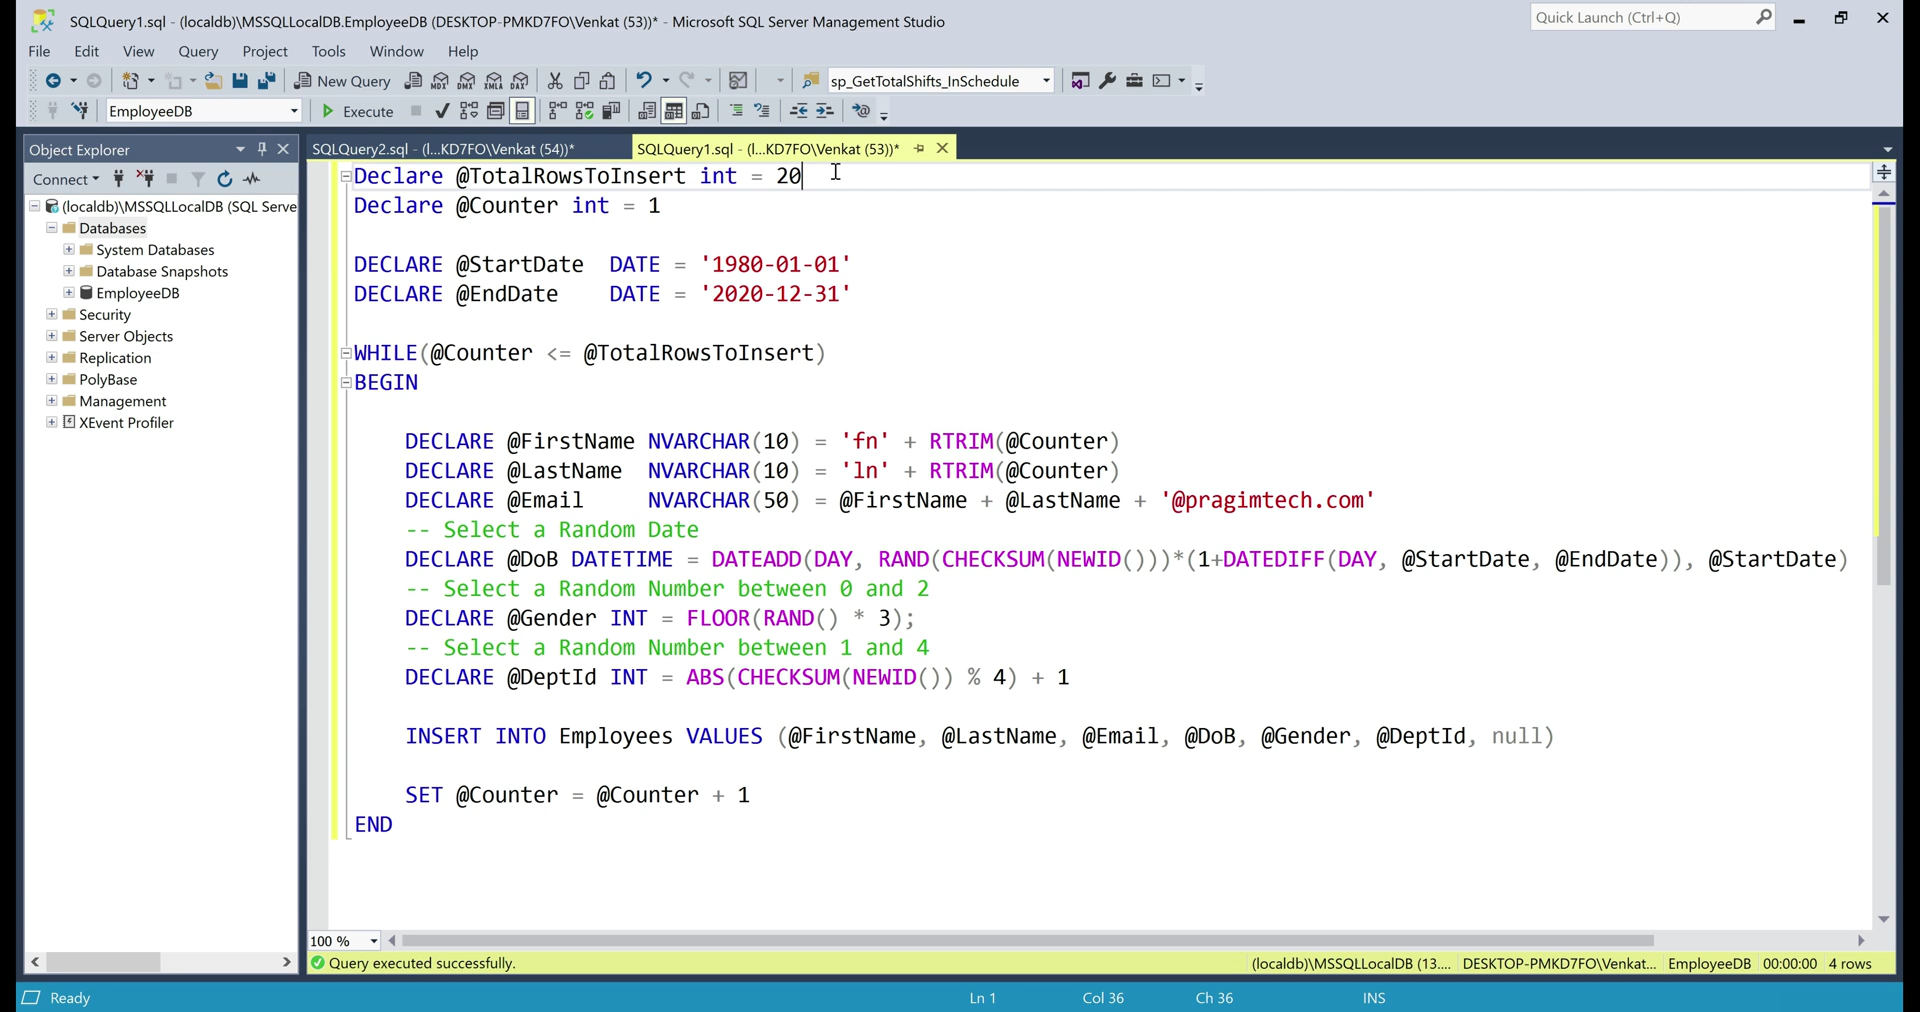 SQLQuery1.sql - (localdb)\MSSQLLocalDB.EmployeeDB (DESKTOP-PMKD7FO\Venkat (53))* - Microsoft SQL Server Management Studio
Quick Launch (Ctrl+Q)
File Edit View Query Project Tools Window Help
New Query MDX DMX XMLA DAX sp_GetTotalShifts_InSchedule
EmployeeDB Execute
Object Explorer
SQLQuery2.sql - (l...KD7FO\Venkat (54))*
SQLQuery1.sql - (l...KD7FO\Venkat (53))*
Connect
(localdb)\MSSQLLocalDB (SQL Serve
Databases
System Databases
Database Snapshots
EmployeeDB
Security
Server Objects
Replication
PolyBase
Management
XEvent Profiler
Declare @TotalRowsToInsert int = 20
Declare @Counter int = 1
DECLARE @StartDate DATE = '1980-01-01'
DECLARE @EndDate DATE = '2020-12-31'
WHILE(@Counter <= @TotalRowsToInsert)
BEGIN
DECLARE @FirstName NVARCHAR(10) = 'fn' + RTRIM(@Counter)
DECLARE @LastName NVARCHAR(10) = 'ln' + RTRIM(@Counter)
DECLARE @Email NVARCHAR(50) = @FirstName + @LastName + '@pragimtech.com'
-- Select a Random Date
DECLARE @DoB DATETIME = DATEADD(DAY, RAND(CHECKSUM(NEWID()))*(1+DATEDIFF(DAY, @StartDate, @EndDate)), @StartDate)
-- Select a Random Number between 0 and 2
DECLARE @Gender INT = FLOOR(RAND() * 3);
-- Select a Random Number between 1 and 4
DECLARE @DeptId INT = ABS(CHECKSUM(NEWID()) % 4) + 1
INSERT INTO Employees VALUES (@FirstName, @LastName, @Email, @DoB, @Gender, @DeptId, null)
SET @Counter = @Counter + 1
END
100 %
Query executed successfully.
(localdb)\MSSQLLocalDB (13.... DESKTOP-PMKD7FO\Venkat... EmployeeDB 00:00:00 4 rows
Ready Ln 1 Col 36 Ch 36 INS